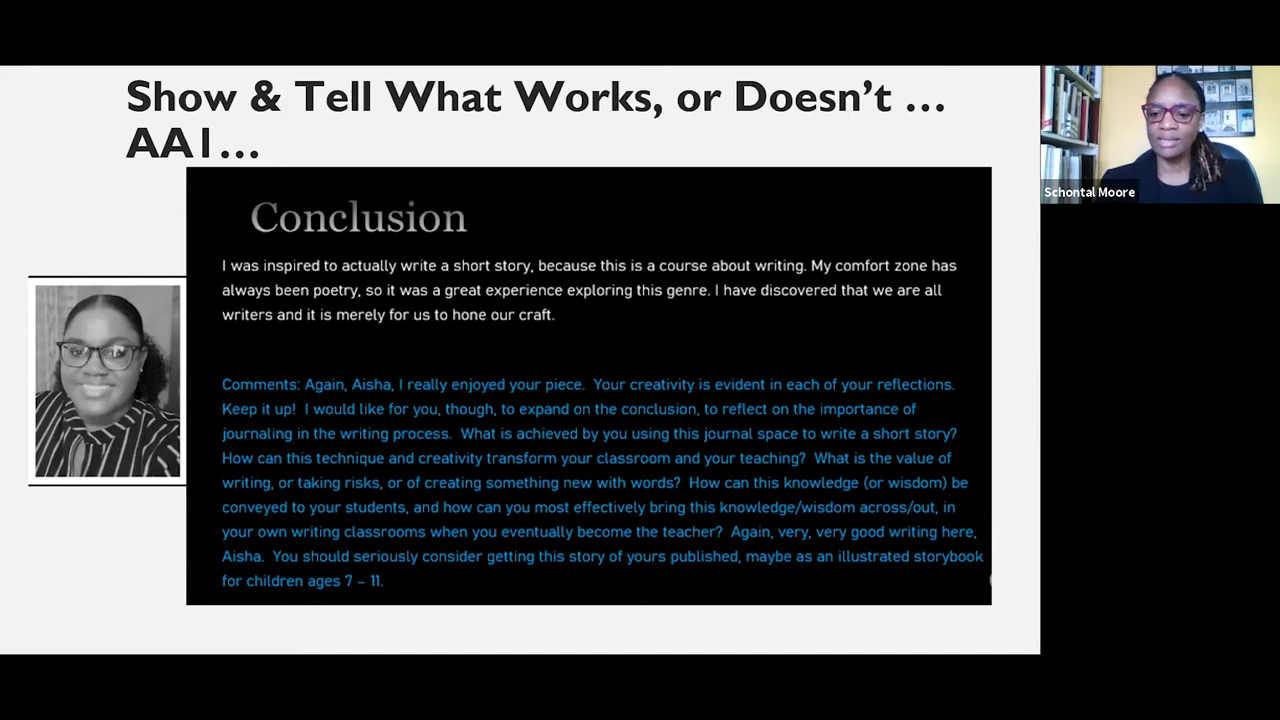 Show & Tell What Works, or Doesn’t …
AA1…
Schontal Moore
Conclusion
I was inspired to actually write a short story, because this is a course about writing. My comfort zone has
always been poetry, so it was a great experience exploring this genre. I have discovered that we are all
writers and it is merely for us to hone our craft.
Comments: Again, Aisha, I really enjoyed your piece.  Your creativity is evident in each of your reflections.
Keep it up!  I would like for you, though, to expand on the conclusion, to reflect on the importance of
journaling in the writing process.  What is achieved by you using this journal space to write a short story?
How can this technique and creativity transform your classroom and your teaching?  What is the value of
writing, or taking risks, or of creating something new with words?  How can this knowledge (or wisdom) be
conveyed to your students, and how can you most effectively bring this knowledge/wisdom across/out, in
your own writing classrooms when you eventually become the teacher?  Again, very, very good writing here,
Aisha.  You should seriously consider getting this story of yours published, maybe as an illustrated storybook
for children ages 7 – 11.